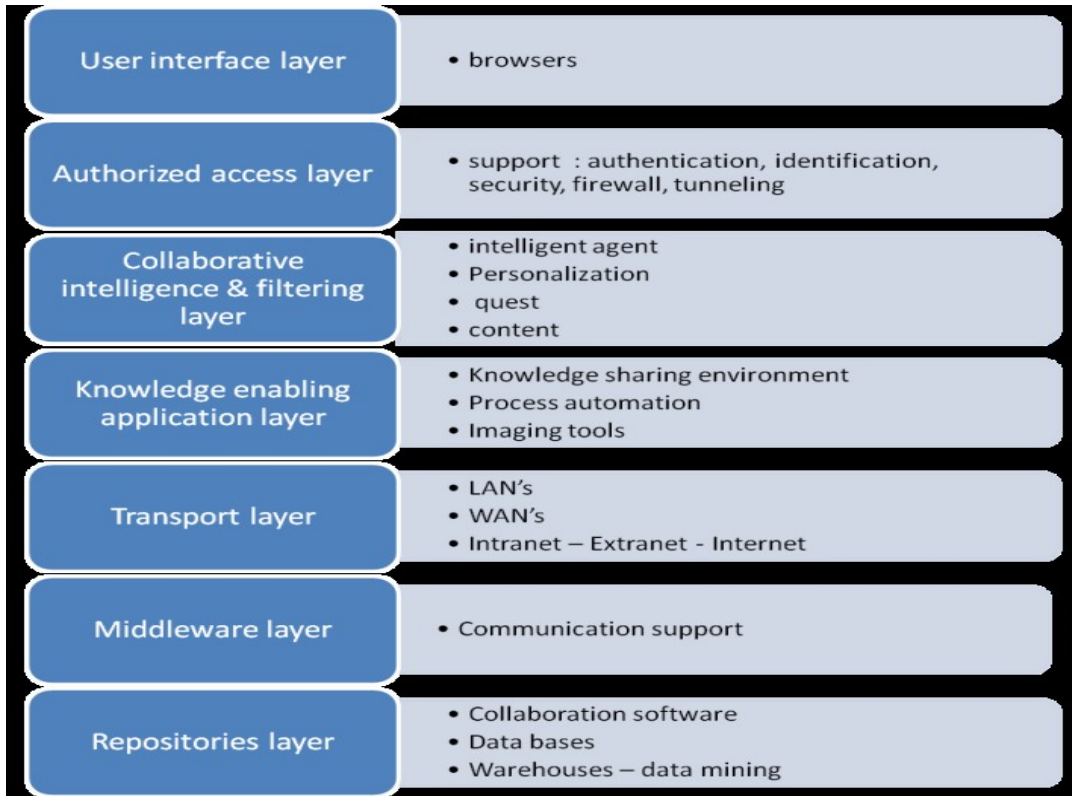 User interface layer
• browsers
Authorized access layer
• support : authentication, identification,
security, firewall, tunneling
Collaborative
intelligence & filtering
layer
• intelligent agent
• Personalization
• quest
• content
Knowledge enabling
application layer
• Knowledge sharing environment
• Process automation
• Imaging tools
Transport layer
• LAN’s
• WAN’s
• Intranet – Extranet - Internet
Middleware layer
• Communication support
Repositories layer
• Collaboration software
• Data bases
• Warehouses – data mining